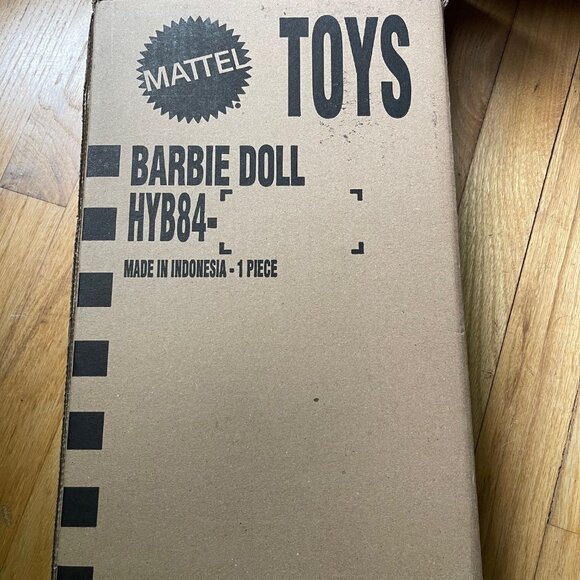 MATTEL
TOYS
BARBIE DOLL
HYB84-
MADE IN INDONESIA - 1 PIECE